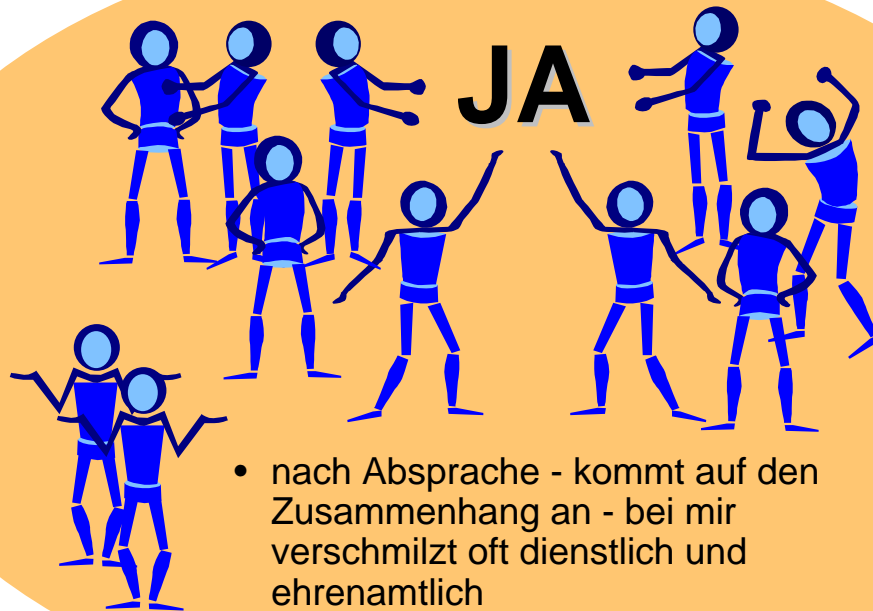 JA
• nach Absprache - kommt auf den
Zusammenhang an - bei mir
verschmilzt oft dienstlich und
ehrenamtlich